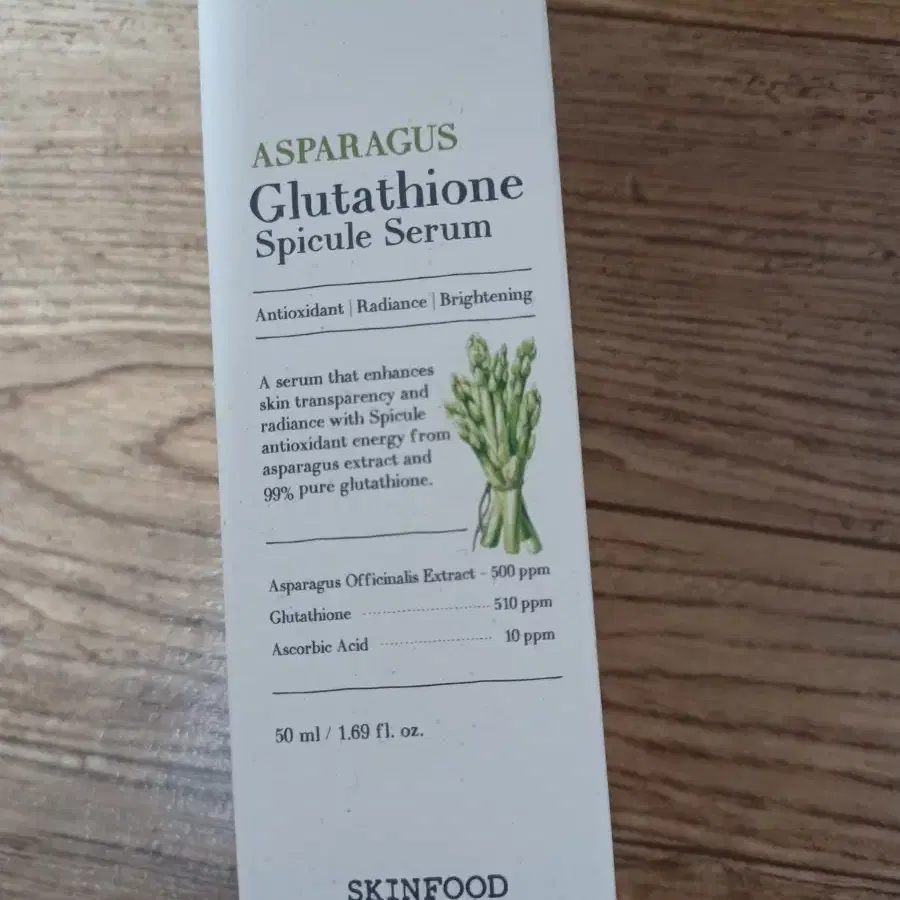 ASPARAGUS
Glutathione
Spicule Serum
Antioxidant | Radiance | Brightening
A serum that enhances
skin transparency and
radiance with Spicule
antioxidant energy from
asparagus extract and
99% pure glutathione.
Asparagus Officinalis Extract - 500 ppm
Glutathione ........................ 510 ppm
Ascorbic Acid ..................... 10 ppm
50 ml / 1.69 fl. oz.
SKINFOOD